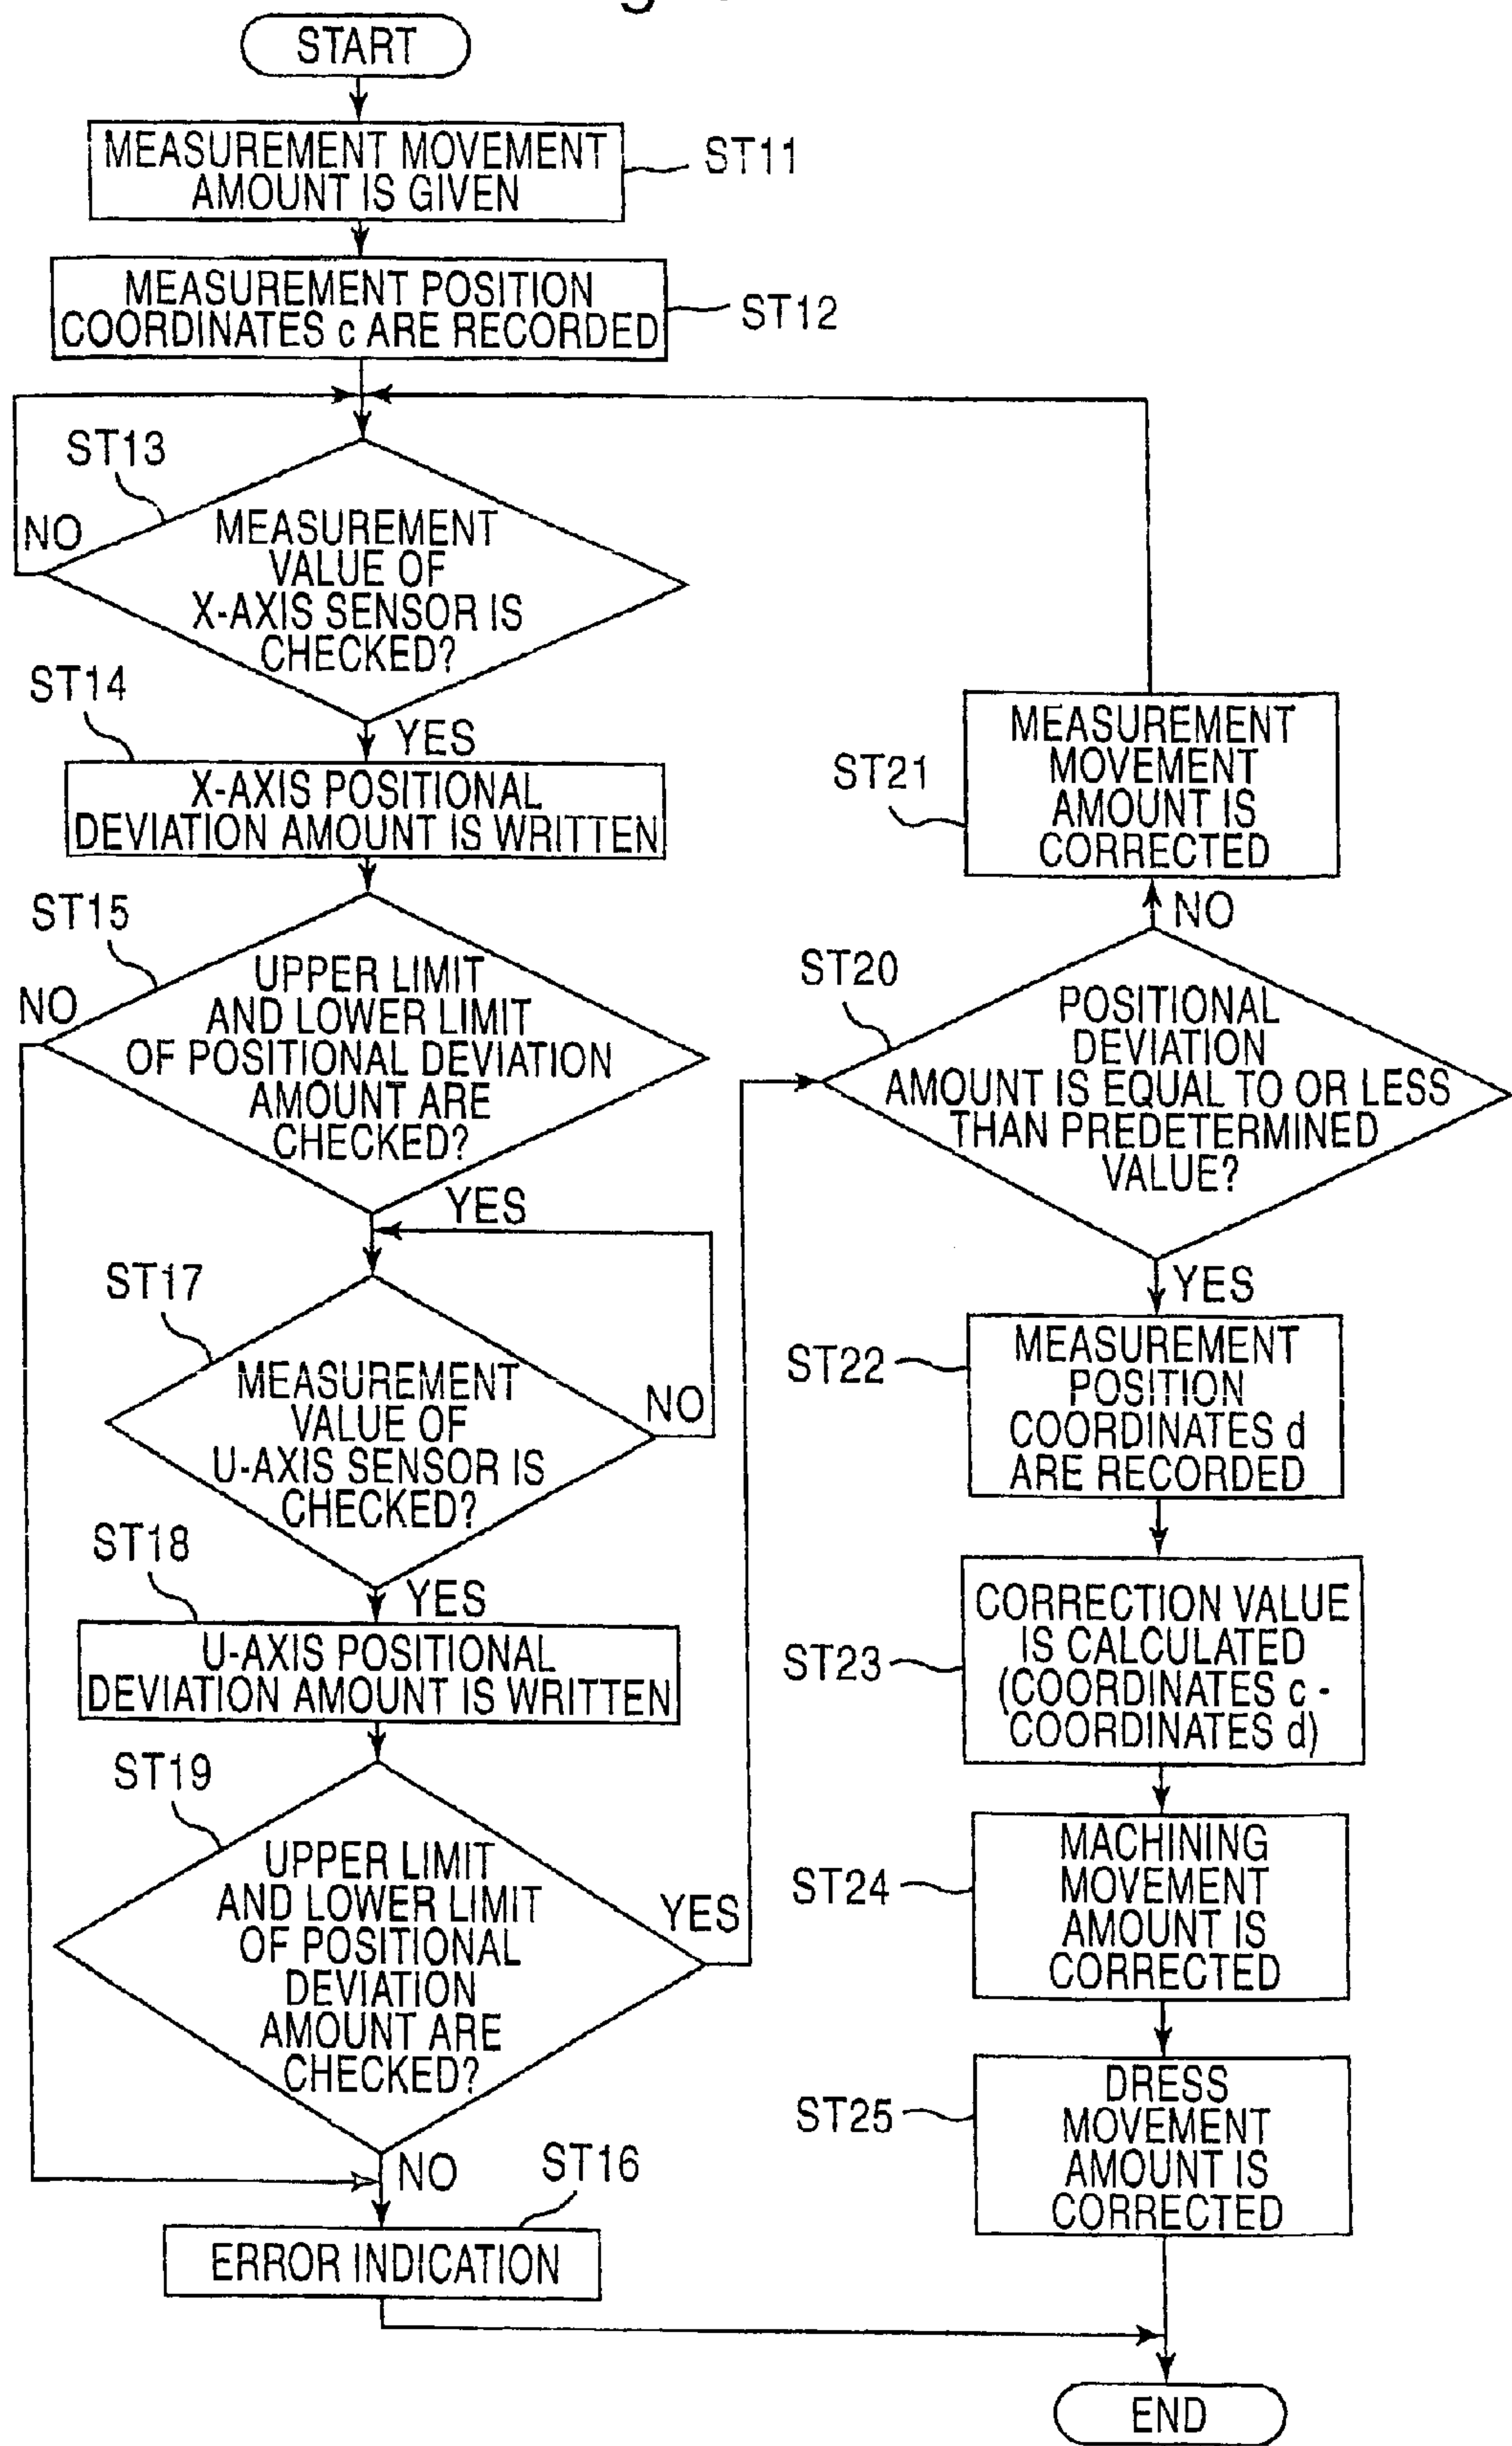 START
MEASUREMENT MOVEMENT
AMOUNT IS GIVEN
ST11
MEASUREMENT POSITION
COORDINATES c ARE RECORDED
ST12
ST13
NO
MEASUREMENT
VALUE OF
X-AXIS SENSOR IS
CHECKED?
YES
ST14
X-AXIS POSITIONAL
DEVIATION AMOUNT IS WRITTEN
ST15
NO
UPPER LIMIT
AND LOWER LIMIT
OF POSITIONAL DEVIATION
AMOUNT ARE
CHECKED?
YES
ST17
MEASUREMENT
VALUE OF
U-AXIS SENSOR IS
CHECKED?
NO
YES
ST18
U-AXIS POSITIONAL
DEVIATION AMOUNT IS WRITTEN
ST19
UPPER LIMIT
AND LOWER LIMIT
OF POSITIONAL
DEVIATION
AMOUNT ARE
CHECKED?
YES
NO
ST16
ERROR INDICATION
ST21
MEASUREMENT
MOVEMENT
AMOUNT IS
CORRECTED
NO
ST20
POSITIONAL
DEVIATION
AMOUNT IS EQUAL TO OR LESS
THAN PREDETERMINED
VALUE?
YES
ST22
MEASUREMENT
POSITION
COORDINATES d
ARE RECORDED
ST23
CORRECTION VALUE
IS CALCULATED
(COORDINATES c -
COORDINATES d)
ST24
MACHINING
MOVEMENT
AMOUNT IS
CORRECTED
ST25
DRESS
MOVEMENT
AMOUNT IS
CORRECTED
END